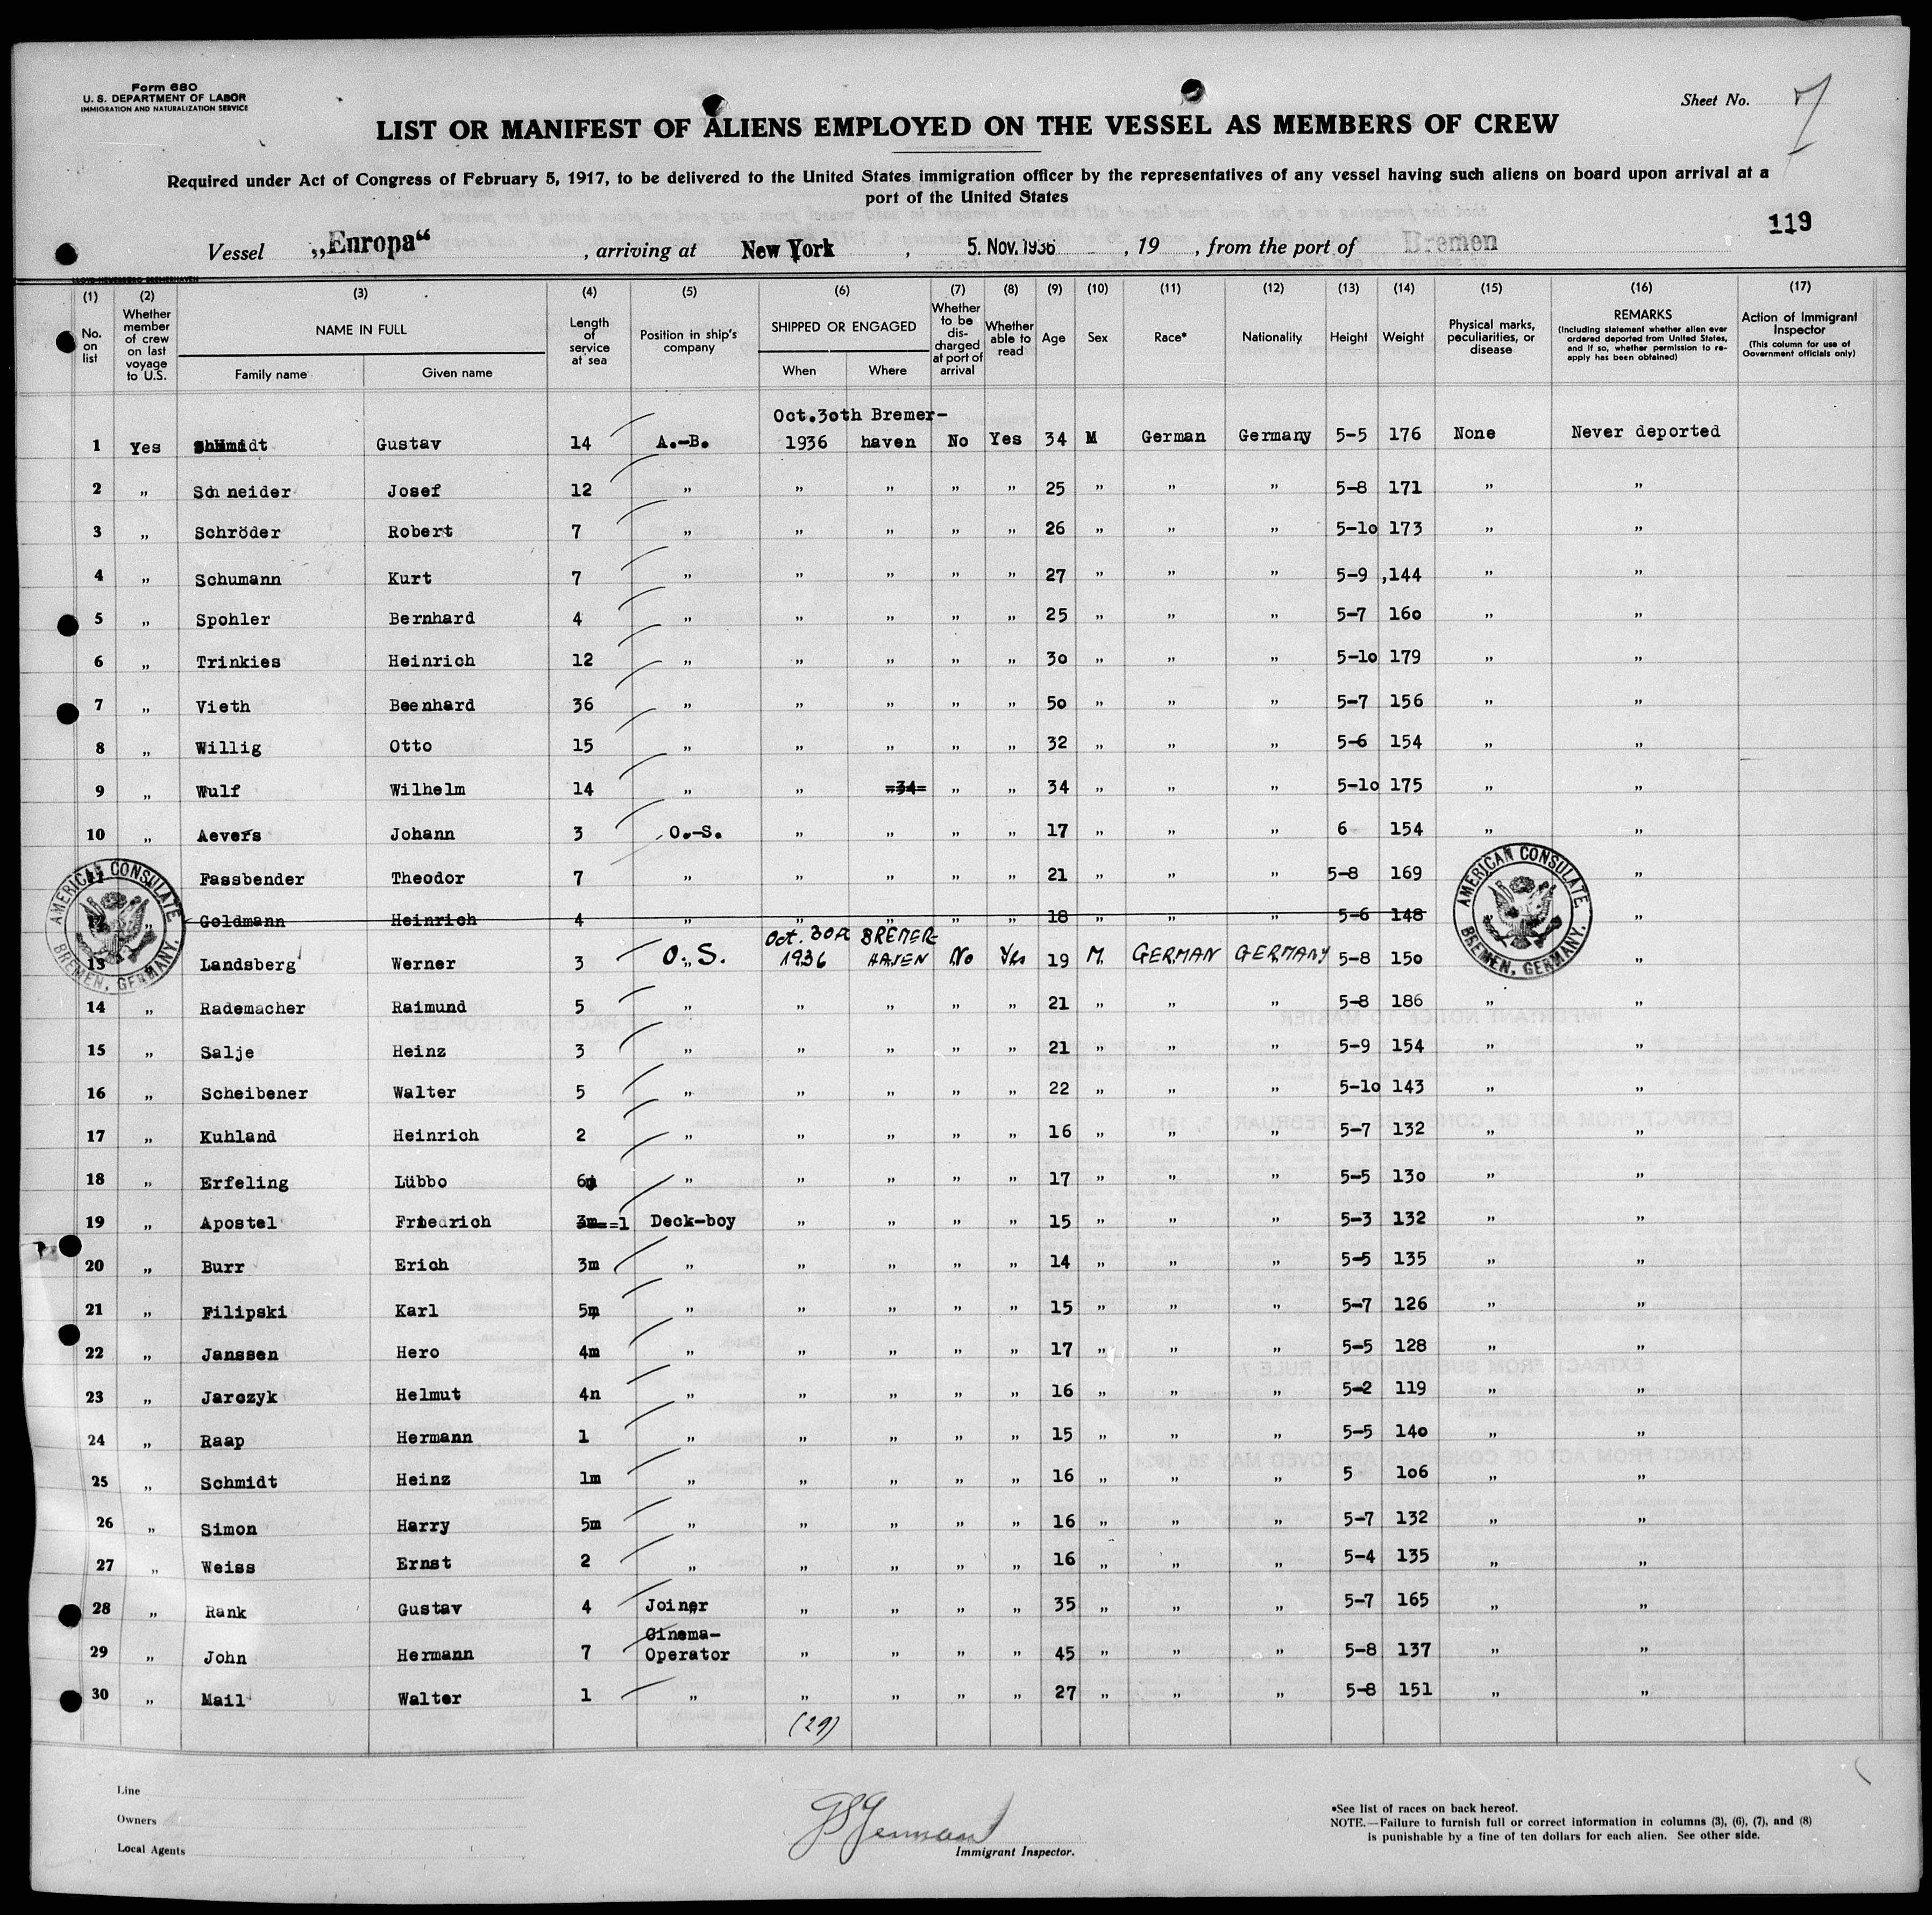 Form 680
U. S. DEPARTMENT OF LABOR
IMMIGRATION AND NATURALIZATION SERVICE
Sheet No. 7
LIST OR MANIFEST OF ALIENS EMPLOYED ON THE VESSEL AS MEMBERS OF CREW
Required under Act of Congress of February 5, 1917, to be delivered to the United States immigration officer by the representatives of any vessel having such aliens on board upon arrival at a
port of the United States
119
Vessel „Enropa“ , arriving at New York , 5. Nov. 1936 , 19 , from the port of Bremen
(1) (2) (3) (4) (5) (6) (7) (8) (9) (10) (11) (12) (13) (14) (15) (16) (17)
No. on list
Whether member of crew on last voyage to U.S.
NAME IN FULL
Family name Given name
Length of service at sea
Position in ship's company
SHIPPED OR ENGAGED
When Where
Whether to be discharged at port of arrival
Whether able to read
Age Sex Race* Nationality Height Weight
Physical marks, peculiarities, or disease
REMARKS
(Including statement whether alien ever ordered deported from United States, and if so, whether permission to re-apply has been obtained)
Action of Immigrant Inspector
(This column for use of Government officials only)
Oct.30th Bremer-
1 Yes Schmidt Gustav 14 A.-B. 1936 haven No Yes 34 M German Germany 5-5 176 None Never deported
2 „ Schneider Josef 12 „ „ „ „ „ 25 „ „ „ 5-8 171 „ „
3 „ Schröder Robert 7 „ „ „ „ „ 26 „ „ „ 5-10 173 „ „
4 „ Schumann Kurt 7 „ „ „ „ „ 27 „ „ „ 5-9 ,144 „ „
5 „ Spohler Bernhard 4 „ „ „ „ „ 25 „ „ „ 5-7 160 „ „
6 „ Trinkies Heinrich 12 „ „ „ „ „ 30 „ „ „ 5-10 179 „ „
7 „ Vieth Beenhard 36 „ „ „ „ „ 50 „ „ „ 5-7 156 „ „
8 „ Willig Otto 15 „ „ „ „ „ 32 „ „ „ 5-6 154 „ „
9 „ Wulf Wilhelm 14 „ „ =34= „ „ 34 „ „ „ 5-10 175 „ „
10 „ Aevers Johann 3 O.-S. „ „ „ „ 17 „ „ „ 6 154 „ „
11 Fassbender Theodor 7 „ „ „ „ „ 21 „ „ „ 5-8 169 „
12 „ Goldmann Heinrich 4 „ „ „ „ „ 18 „ „ „ 5-6 148 „
Oct. 30th BREMER-
13 Landsberg Werner 3 O.„S. 1936 HAVEN No Yes 19 M. GERMAN GERMANY 5-8 150 „
AMERICAN CONSULATE BREMEN, GERMANY.
AMERICAN CONSULATE BREMEN, GERMANY.
14 „ Rademacher Raimund 5 „ „ „ „ „ 21 „ „ „ 5-8 186 „ „
15 „ Salje Heinz 3 „ „ „ „ „ 21 „ „ „ 5-9 154 „ „
16 „ Scheibener Walter 5 „ „ „ „ „ 22 „ „ „ 5-10 143 „ „
17 „ Kuhland Heinrich 2 „ „ „ „ „ 16 „ „ „ 5-7 132 „ „
18 „ Erfeling Lübbo 6m „ „ „ „ „ 17 „ „ „ 5-5 130 „ „
19 „ Apostel Friedrich 3m==1 Deck-boy „ „ „ „ 15 „ „ „ 5-3 132 „ „
20 „ Burr Erich 3m „ „ „ „ „ 14 „ „ „ 5-5 135 „ „
21 „ Filipski Karl 5m „ „ „ „ „ 15 „ „ „ 5-7 126 „ „
22 „ Janssen Hero 4m „ „ „ „ „ 17 „ „ „ 5-5 128 „ „
23 „ Jarczyk Helmut 4n „ „ „ „ „ 16 „ „ „ 5-2 119 „ „
24 „ Raap Hermann 1 „ „ „ „ „ 15 „ „ „ 5-5 140 „ „
25 „ Schmidt Heinz 1m „ „ „ „ „ 16 „ „ „ 5 106 „ „
26 „ Simon Harry 5m „ „ „ „ „ 16 „ „ „ 5-7 132 „ „
27 „ Weiss Ernst 2 „ „ „ „ „ 16 „ „ „ 5-4 135 „ „
28 „ Rank Gustav 4 Joiner „ „ „ „ 35 „ „ „ 5-7 165 „ „
Cinema-
29 „ John Hermann 7 Operator „ „ „ „ 45 „ „ „ 5-8 137 „ „
30 „ Mail Walter 1 „ „ „ „ „ 27 „ „ „ 5-8 151 „ „
(29)
Line
Owners
Local Agents
Immigrant Inspector.
*See list of races on back hereof.
NOTE.—Failure to furnish full or correct information in columns (3), (6), (7), and (8)
is punishable by a fine of ten dollars for each alien. See other side.